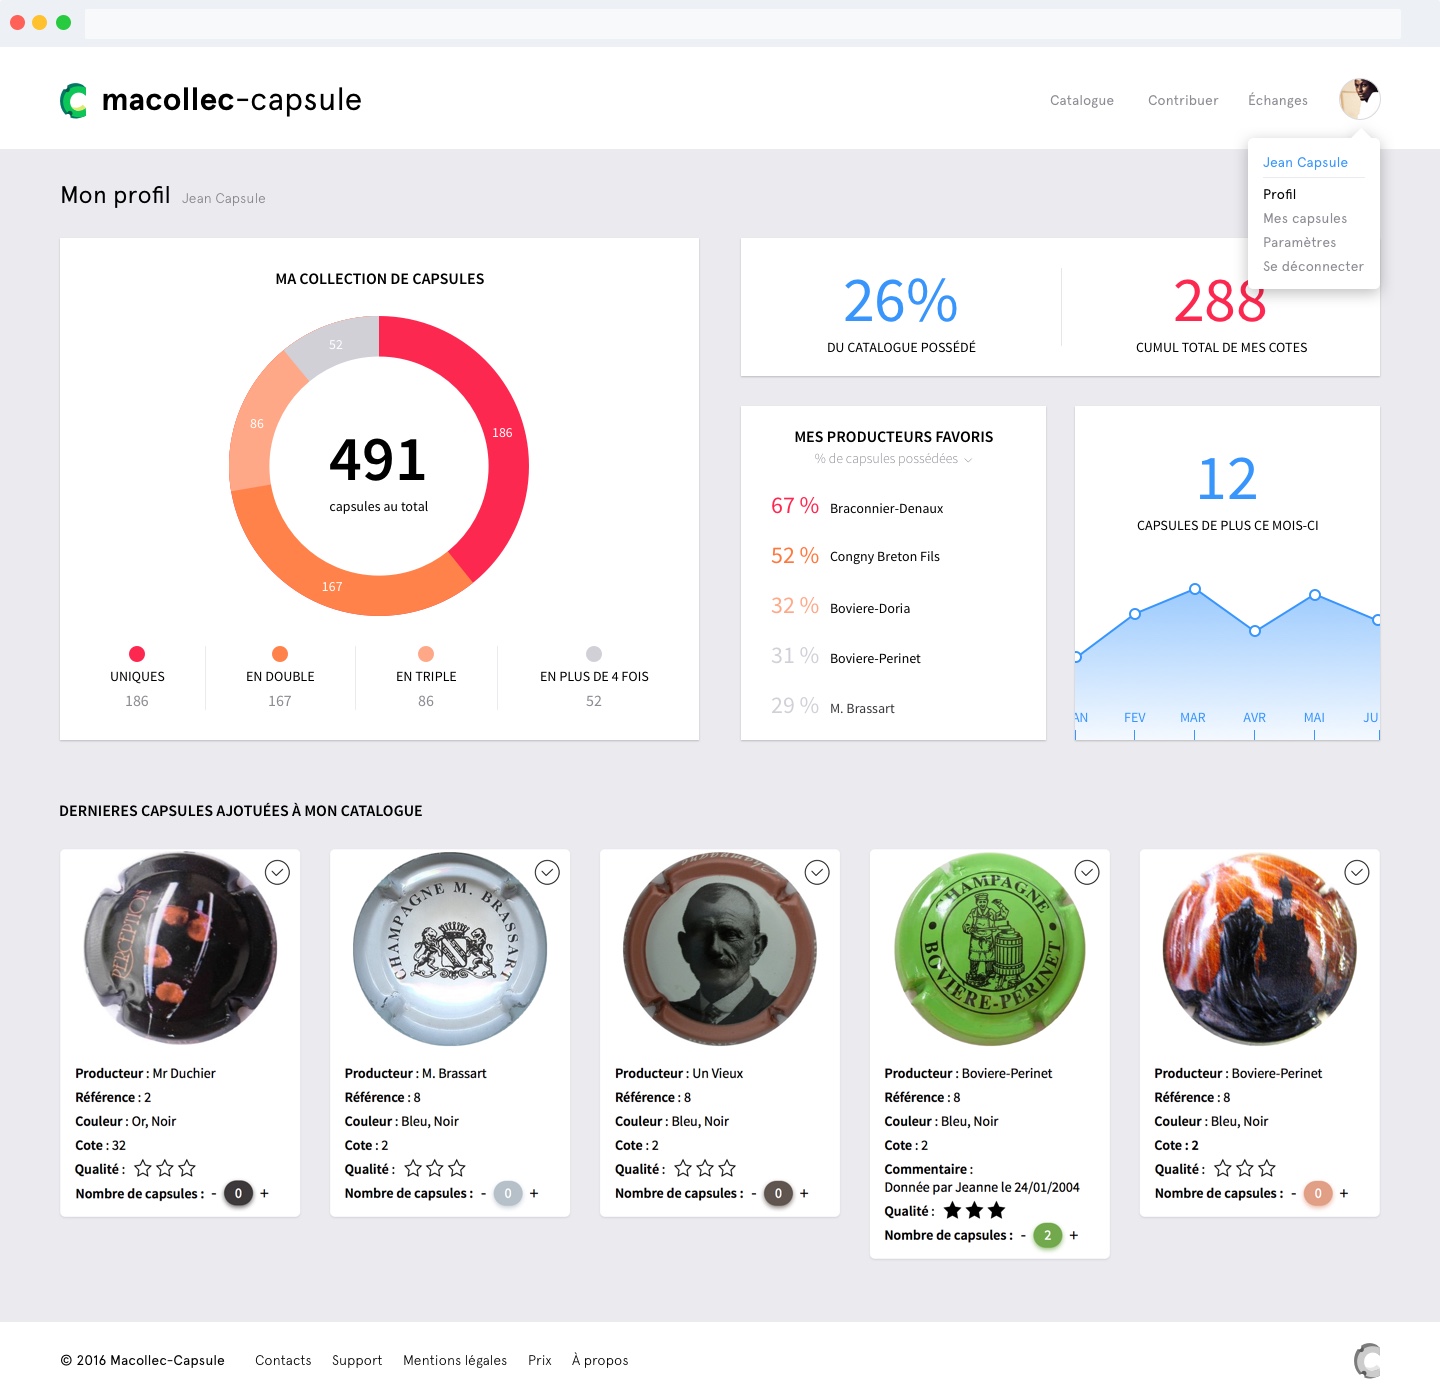 macollec-capsule
Catalogue Contribuer Échanges
Jean Capsule
Profil
Mes capsules
Paramètres
Se déconnecter
Mon profil Jean Capsule
MA COLLECTION DE CAPSULES
52
86
186
167
491
capsules au total
UNIQUES
186
EN DOUBLE
167
EN TRIPLE
86
EN PLUS DE 4 FOIS
52
26%
DU CATALOGUE POSSÉDÉ
288
CUMUL TOTAL DE MES COTES
MES PRODUCTEURS FAVORIS
% de capsules possédées
67 % Braconnier-Denaux
52 % Congny Breton Fils
32 % Boviere-Doria
31 % Boviere-Perinet
29 % M. Brassart
12
CAPSULES DE PLUS CE MOIS-CI
AN FEV MAR AVR MAI JU
DERNIERES CAPSULES AJOTUÉES À MON CATALOGUE
Producteur : Mr Duchier
Référence : 2
Couleur : Or, Noir
Cote : 32
Qualité :
Nombre de capsules : - 0 +
CHAMPAGNE M. BRASSART
Producteur : M. Brassart
Référence : 8
Couleur : Bleu, Noir
Cote : 2
Qualité :
Nombre de capsules : - 0 +
Producteur : Un Vieux
Référence : 8
Couleur : Bleu, Noir
Cote : 2
Qualité :
Nombre de capsules : - 0 +
CHAMPAGNE
BOVIERE-PERINET
Producteur : Boviere-Perinet
Référence : 8
Couleur : Bleu, Noir
Cote : 2
Commentaire :
Donnée par Jeanne le 24/01/2004
Qualité :
Nombre de capsules : - 2 +
Producteur : Boviere-Perinet
Référence : 8
Couleur : Bleu, Noir
Cote : 2
Qualité :
Nombre de capsules : - 0 +
© 2016 Macollec-Capsule Contacts Support Mentions légales Prix À propos